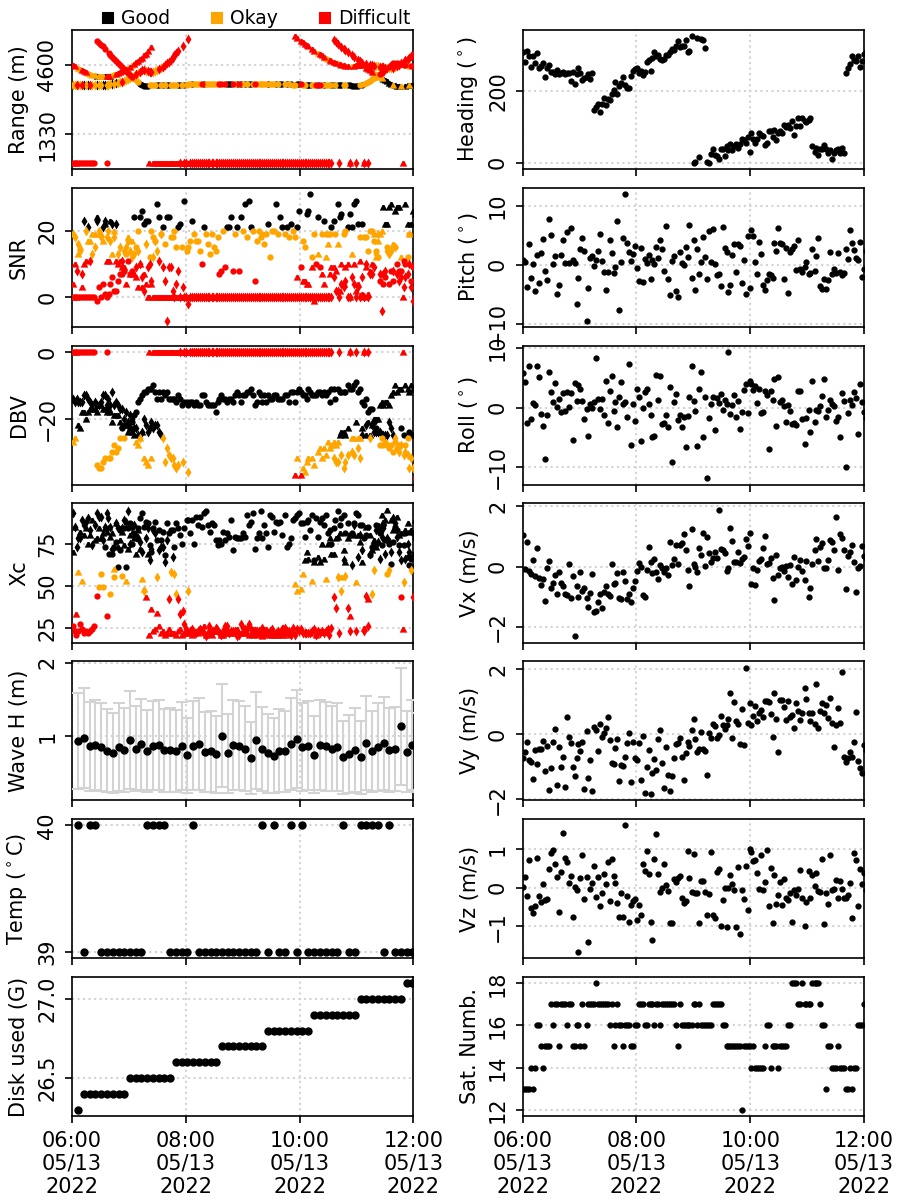 Good Okay Difficult
Range (m)
4600
1330
Heading (°)
200
0
SNR
20
0
Pitch (°)
10
0
−10
DBV
0
−20
Roll (°)
10
0
−10
Xc
75
50
25
Vx (m/s)
2
0
−2
Wave H (m)
2
1
Vy (m/s)
2
0
−2
Temp (°C)
40
39
Vz (m/s)
1
0
−1
Disk used (G)
27.0
26.5
Sat. Numb.
18
16
14
12
06:00 08:00 10:00 12:00
05/13 05/13 05/13 05/13
2022 2022 2022 2022
06:00 08:00 10:00 12:00
05/13 05/13 05/13 05/13
2022 2022 2022 2022